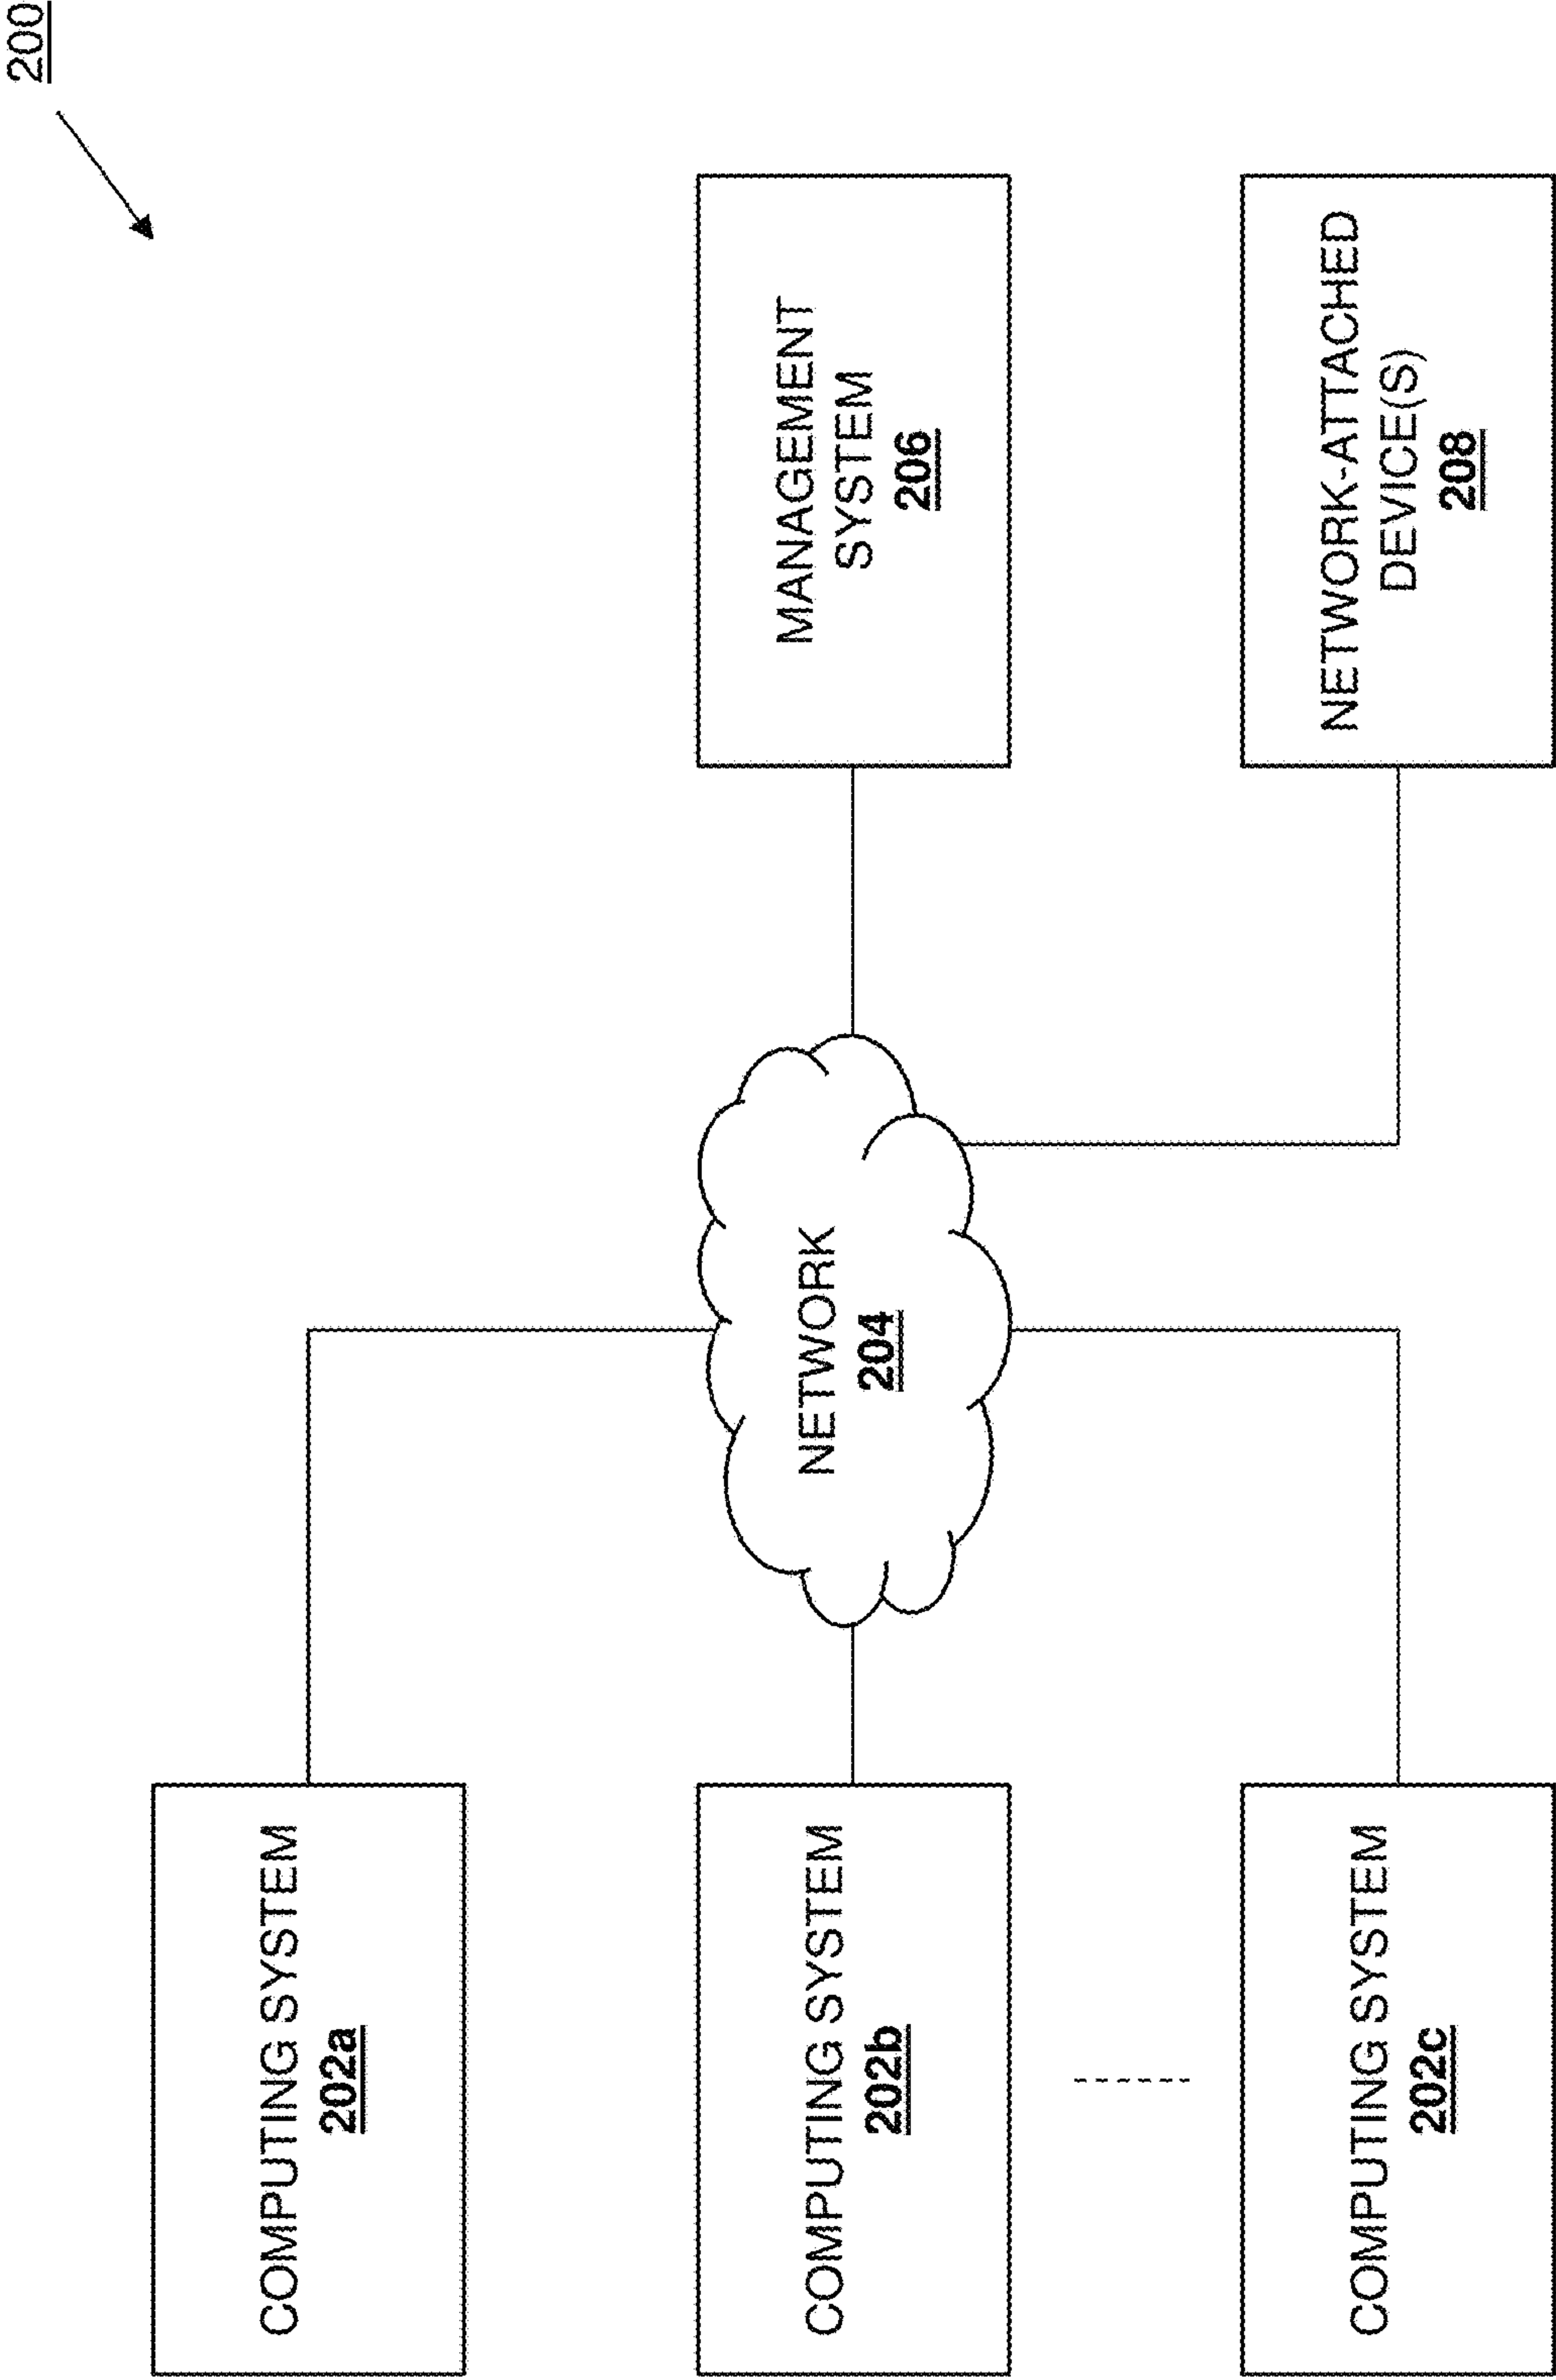 200
COMPUTING SYSTEM
202a
COMPUTING SYSTEM
202b
COMPUTING SYSTEM
202c
NETWORK
204
MANAGEMENT
SYSTEM
206
NETWORK-ATTACHED
DEVICE(S)
208